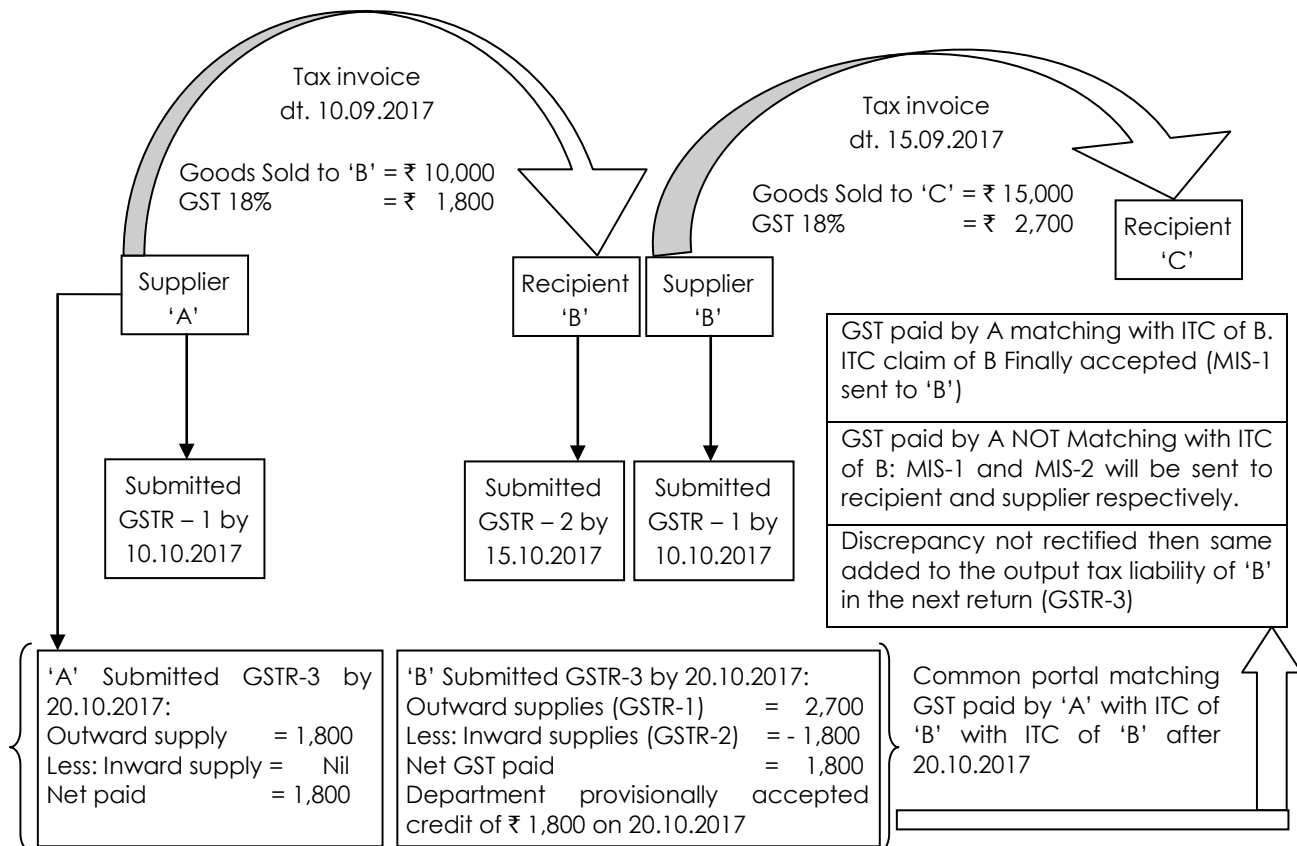 Tax invoice
dt. 10.09.2017
Goods Sold to ‘B’ = ₹ 10,000
GST 18% = ₹ 1,800
Tax invoice
dt. 15.09.2017
Goods Sold to ‘C’ = ₹ 15,000
GST 18% = ₹ 2,700
Supplier
‘A’
Recipient
‘B’
Supplier
‘B’
Recipient
‘C’
Submitted
GSTR – 1 by
10.10.2017
Submitted
GSTR – 2 by
15.10.2017
Submitted
GSTR – 1 by
10.10.2017
GST paid by A matching with ITC of B.
ITC claim of B Finally accepted (MIS-1
sent to ‘B’)
GST paid by A NOT Matching with ITC
of B: MIS-1 and MIS-2 will be sent to
recipient and supplier respectively.
Discrepancy not rectified then same
added to the output tax liability of ‘B’
in the next return (GSTR-3)
‘A’ Submitted GSTR-3 by
20.10.2017:
Outward supply = 1,800
Less: Inward supply = Nil
Net paid = 1,800
‘B’ Submitted GSTR-3 by 20.10.2017:
Outward supplies (GSTR-1) = 2,700
Less: Inward supplies (GSTR-2) = - 1,800
Net GST paid = 1,800
Department provisionally accepted
credit of ₹ 1,800 on 20.10.2017
Common portal matching
GST paid by ‘A’ with ITC of
‘B’ with ITC of ‘B’ after
20.10.2017